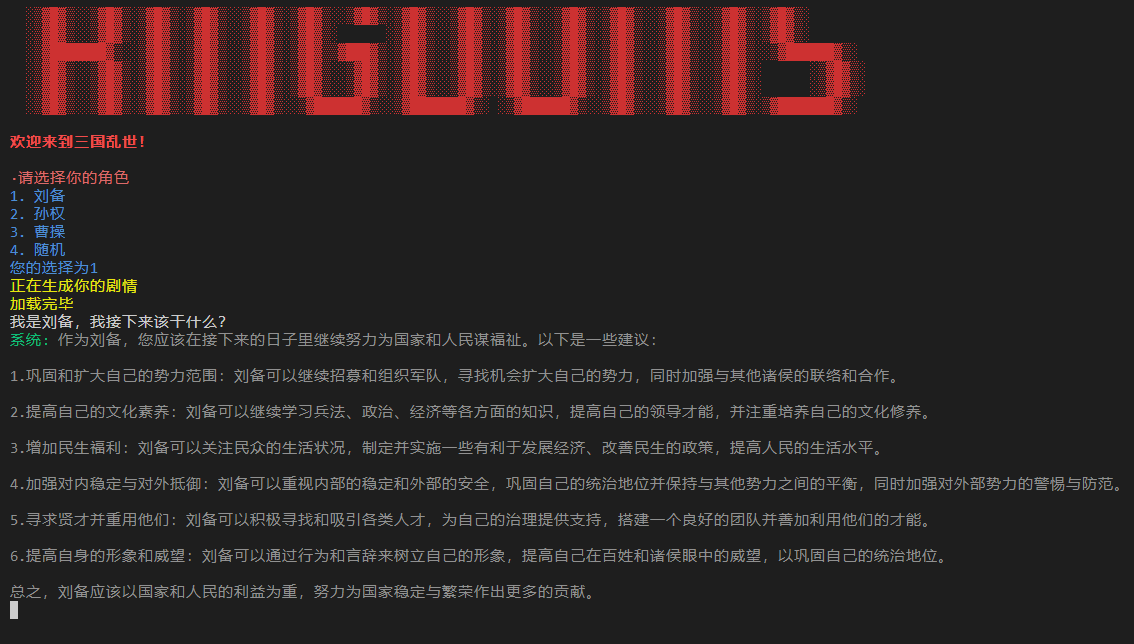 欢迎来到三国乱世!
·请选择你的角色
1. 刘备
2. 孙权
3. 曹操
4. 随机
您的选择为1
正在生成你的剧情
加载完毕
我是刘备，我接下来该干什么?
系统: 作为刘备，您应该在接下来的日子里继续努力为国家和人民谋福祉。以下是一些建议:
1.巩固和扩大自己的势力范围: 刘备可以继续招募和组织军队，寻找机会扩大自己的势力，同时加强与其他诸侯的联络和合作。
2.提高自己的文化素养: 刘备可以继续学习兵法、政治、经济等各方面的知识，提高自己的领导才能，并注重培养自己的文化修养。
3.增加民生福利: 刘备可以关注民众的生活状况，制定并实施一些有利于发展经济、改善民生的政策，提高人民的生活水平。
4.加强对内稳定与对外抵御: 刘备可以重视内部的稳定和外部的安全，巩固自己的统治地位并保持与其他势力之间的平衡，同时加强对外部势力的警惕与防范。
5.寻求贤才并重用他们: 刘备可以积极寻找和吸引各类人才，为自己的治理提供支持，搭建一个良好的团队并善加利用他们的才能。
6.提高自身的形象和威望: 刘备可以通过行为和言辞来树立自己的形象，提高自己在百姓和诸侯眼中的威望，以巩固自己的统治地位。
总之，刘备应该以国家和人民的利益为重，努力为国家稳定与繁荣作出更多的贡献。